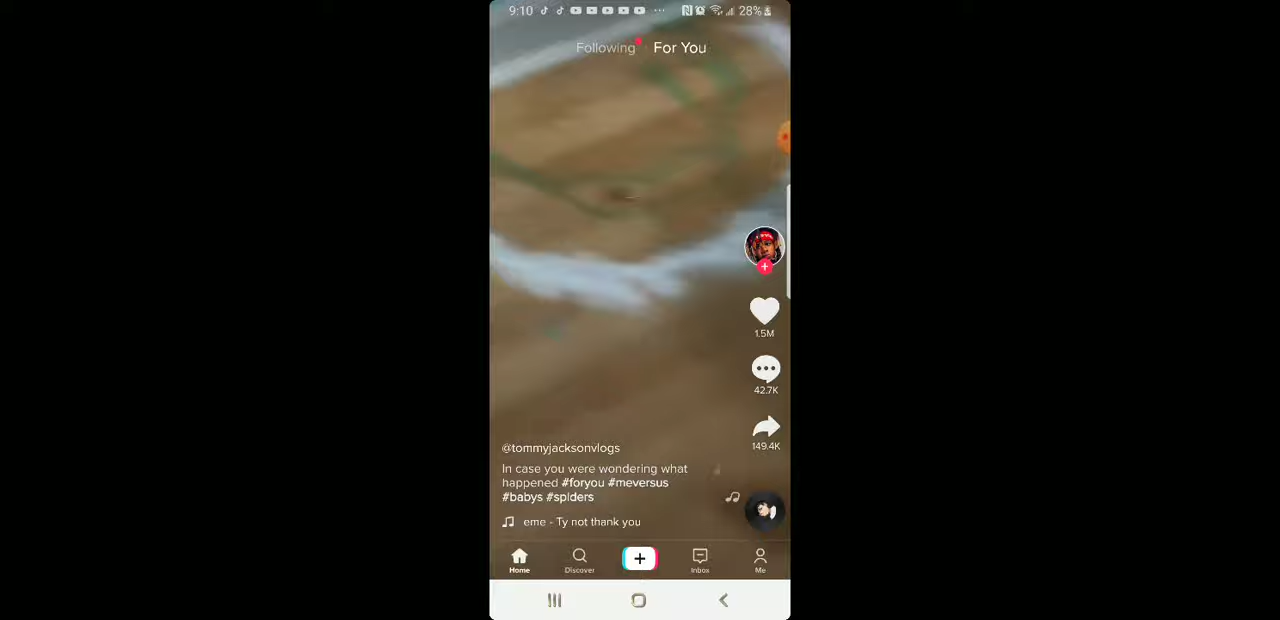 9:10
28%
Following
For You
1.5M
42.7K
149.4K
@tommyjacksonvlogs
In case you were wondering what
happened #foryou #meversus
#babys #spiders
eme - Ty not thank you
Home
Discover
Inbox
Me